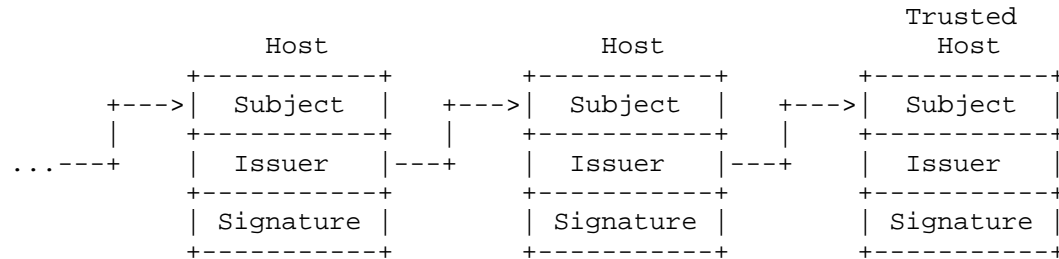 Trusted
                 Host                      Host                Host
            +-----------+         +-----------+         +-----------+
      +--->|  Subject  |   +--->|  Subject  |   +--->|  Subject  |
      |     +-----------+   |     +-----------+   |     +-----------+
...---+     |  Issuer   |---+     |  Issuer   |---+     |  Issuer   |
            +-----------+         +-----------+         +-----------+
            | Signature |         | Signature |         | Signature |
            +-----------+         +-----------+         +-----------+